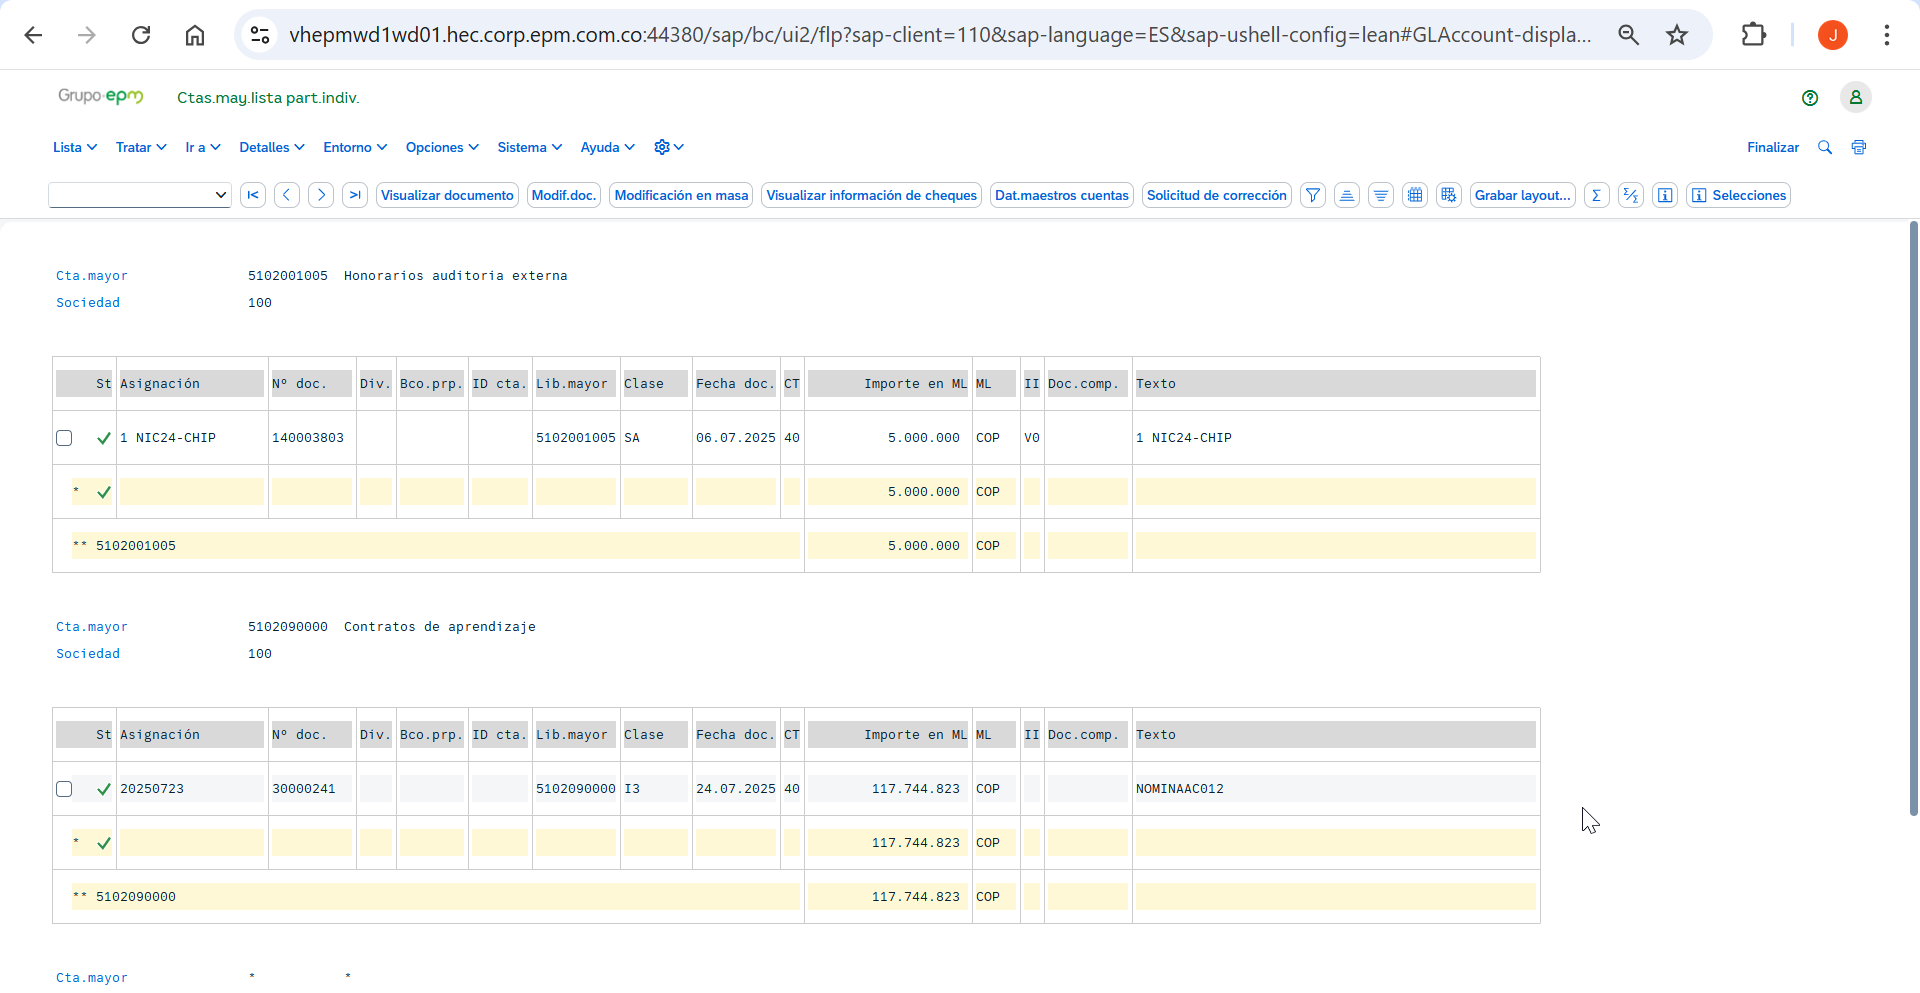 vhepmwd1wd01.hec.corp.epm.com.co:44380/sap/bc/ui2/flp?sap-client=110&sap-language=ES&sap-ushell-config=lean#GLAccount-displa...
J
Grupo·epm Ctas.may.lista part.indiv.
Lista Tratar Ir a Detalles Entorno Opciones Sistema Ayuda Finalizar
Visualizar documento Modif.doc. Modificación en masa Visualizar información de cheques Dat.maestros cuentas Solicitud de corrección Grabar layout... Selecciones
Cta.mayor 5102001005 Honorarios auditoria externa
Sociedad 100
St Asignación Nº doc. Div. Bco.prp. ID cta. Lib.mayor Clase Fecha doc. CT Importe en ML ML II Doc.comp. Texto
1 NIC24-CHIP 140003803 5102001005 SA 06.07.2025 40 5.000.000 COP V0 1 NIC24-CHIP
* 5.000.000 COP
** 5102001005 5.000.000 COP
Cta.mayor 5102090000 Contratos de aprendizaje
Sociedad 100
St Asignación Nº doc. Div. Bco.prp. ID cta. Lib.mayor Clase Fecha doc. CT Importe en ML ML II Doc.comp. Texto
20250723 30000241 5102090000 I3 24.07.2025 40 117.744.823 COP NOMINAAC012
* 117.744.823 COP
** 5102090000 117.744.823 COP
Cta.mayor * *